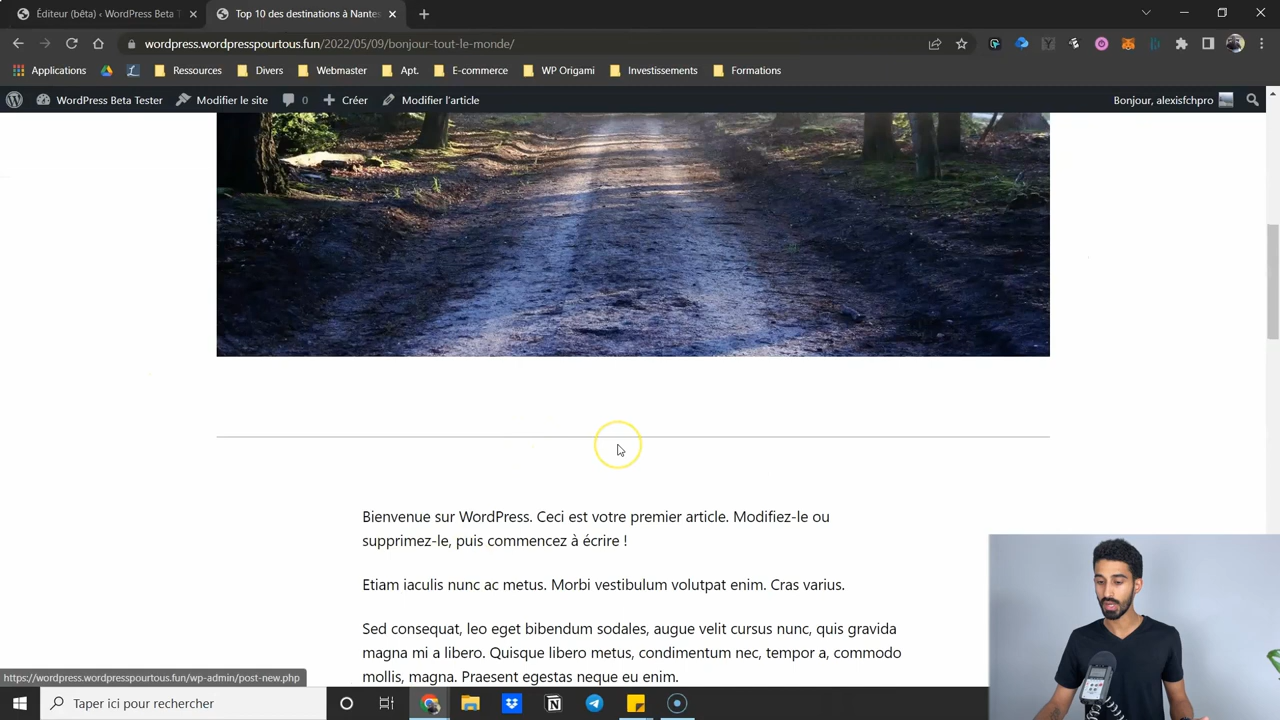 Éditeur (bêta) ‹ WordPress Beta T
Top 10 des destinations à Nantes
wordpress.wordpresspourtous.fun/2022/05/09/bonjour-tout-le-monde/
Applications
Ressources
Divers
Webmaster
Apt.
E-commerce
WP Origami
Investissements
Formations
WordPress Beta Tester
Modifier le site
0
Créer
Modifier l'article
Bonjour, alexisfchpro
Bienvenue sur WordPress. Ceci est votre premier article. Modifiez-le ou
supprimez-le, puis commencez à écrire !
Etiam iaculis nunc ac metus. Morbi vestibulum volutpat enim. Cras varius.
Sed consequat, leo eget bibendum sodales, augue velit cursus nunc, quis gravida
magna mi a libero. Quisque libero metus, condimentum nec, tempor a, commodo
mollis, magna. Praesent egestas neque eu enim.
https://wordpress.wordpresspourtous.fun/wp-admin/post-new.php
Taper ici pour rechercher